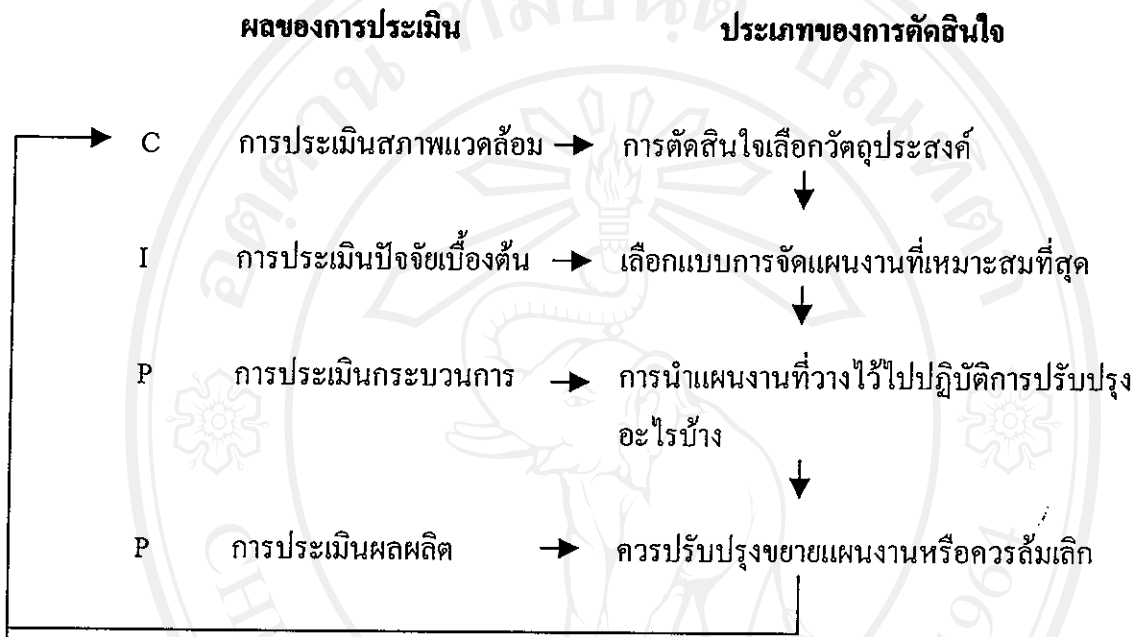 ผลของการประเมิน ประเภทของการตัดสินใจ
C การประเมินสภาพแวดล้อม การตัดสินใจเลือกวัตถุประสงค์
I การประเมินปัจจัยเบื้องต้น เลือกแบบการจัดแผนงานที่เหมาะสมที่สุด
P การประเมินกระบวนการ การนำแผนงานที่วางไว้ไปปฏิบัติการปรับปรุง
อะไรบ้าง
P การประเมินผลผลิต ควรปรับปรุงขยายแผนงานหรือควรล้มเลิก